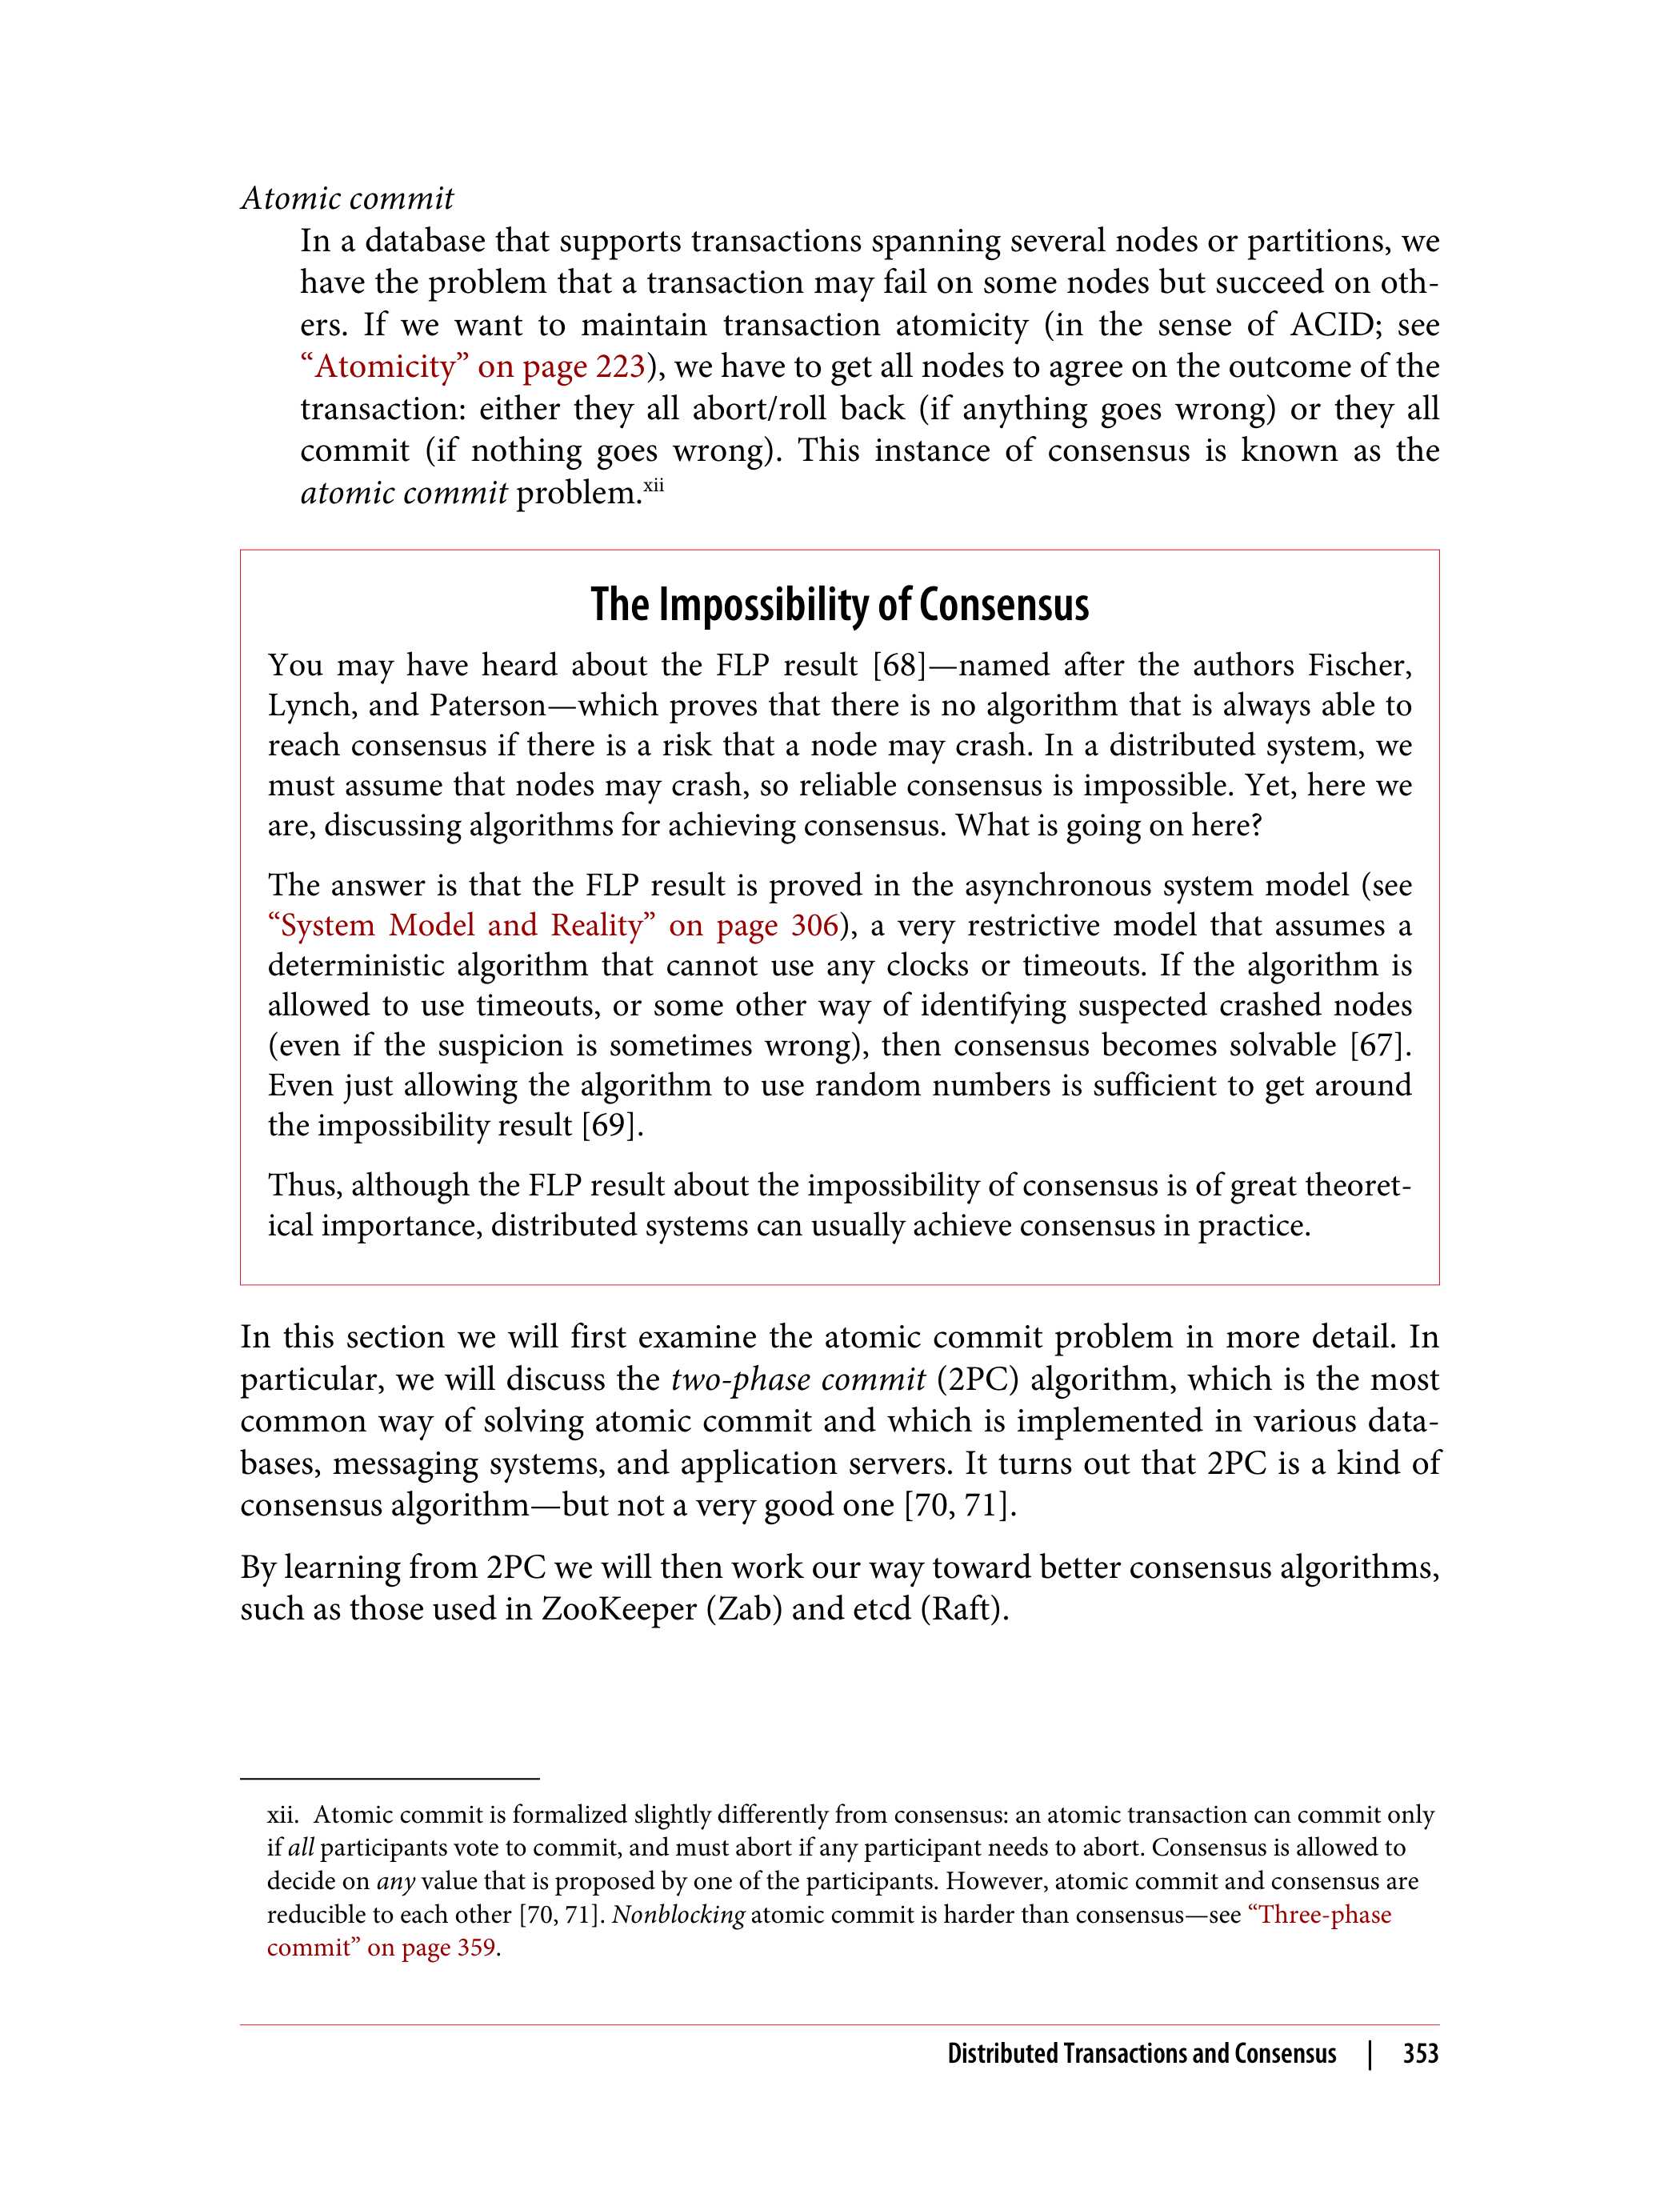 Atomic commit
In a database that supports transactions spanning several nodes or partitions, we
have the problem that a transaction may fail on some nodes but succeed on oth-
ers. If we want to maintain transaction atomicity (in the sense of ACID; see
“Atomicity” on page 223), we have to get all nodes to agree on the outcome of the
transaction: either they all abort/roll back (if anything goes wrong) or they all
commit (if nothing goes wrong). This instance of consensus is known as the
atomic commit problem.xii
The Impossibility of Consensus
You may have heard about the FLP result [68]—named after the authors Fischer,
Lynch, and Paterson—which proves that there is no algorithm that is always able to
reach consensus if there is a risk that a node may crash. In a distributed system, we
must assume that nodes may crash, so reliable consensus is impossible. Yet, here we
are, discussing algorithms for achieving consensus. What is going on here?
The answer is that the FLP result is proved in the asynchronous system model (see
“System Model and Reality” on page 306), a very restrictive model that assumes a
deterministic algorithm that cannot use any clocks or timeouts. If the algorithm is
allowed to use timeouts, or some other way of identifying suspected crashed nodes
(even if the suspicion is sometimes wrong), then consensus becomes solvable [67].
Even just allowing the algorithm to use random numbers is sufficient to get around
the impossibility result [69].
Thus, although the FLP result about the impossibility of consensus is of great theoret-
ical importance, distributed systems can usually achieve consensus in practice.
In this section we will first examine the atomic commit problem in more detail. In
particular, we will discuss the two-phase commit (2PC) algorithm, which is the most
common way of solving atomic commit and which is implemented in various data-
bases, messaging systems, and application servers. It turns out that 2PC is a kind of
consensus algorithm—but not a very good one [70, 71].
By learning from 2PC we will then work our way toward better consensus algorithms,
such as those used in ZooKeeper (Zab) and etcd (Raft).
xii. Atomic commit is formalized slightly differently from consensus: an atomic transaction can commit only
if all participants vote to commit, and must abort if any participant needs to abort. Consensus is allowed to
decide on any value that is proposed by one of the participants. However, atomic commit and consensus are
reducible to each other [70, 71]. Nonblocking atomic commit is harder than consensus—see “Three-phase
commit” on page 359.
Distributed Transactions and Consensus | 353